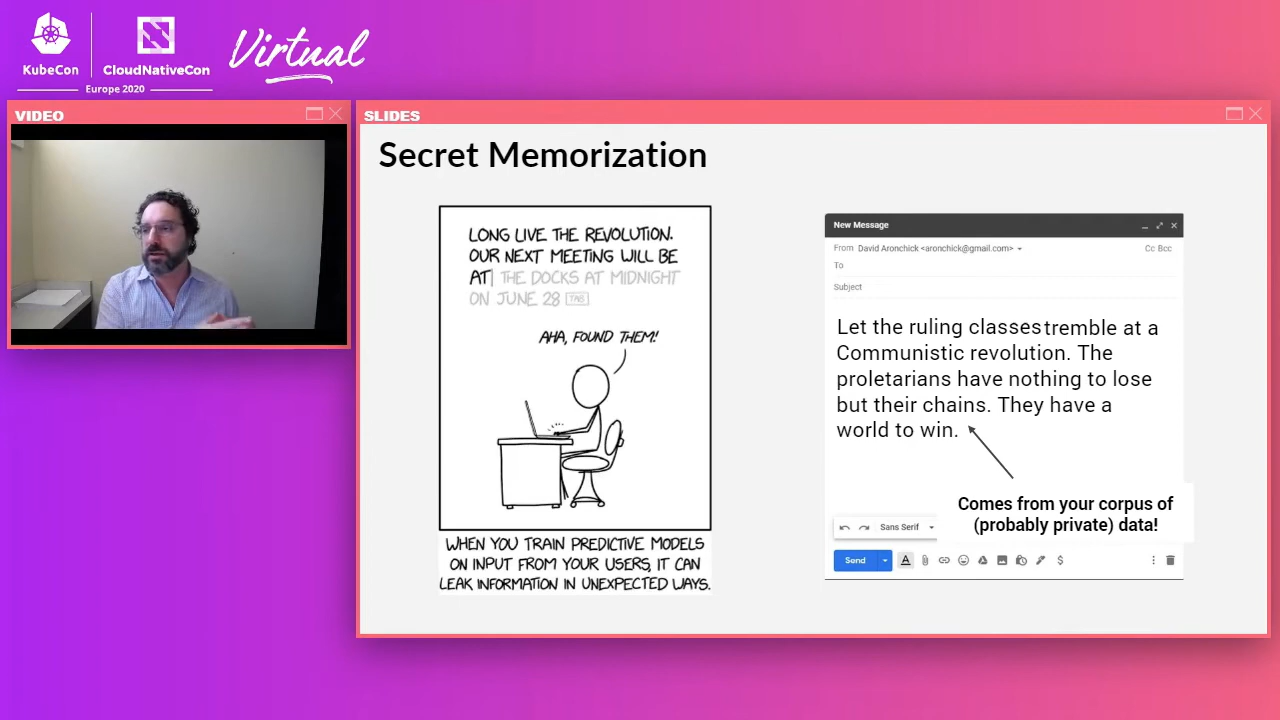 KubeCon
CloudNativeCon
Virtual
Europe 2020
VIDEO
SLIDES
Secret Memorization
LONG LIVE THE REVOLUTION.
OUR NEXT MEETING WILL BE
AT THE DOCKS AT MIDNIGHT
ON JUNE 28 TAB
AHA, FOUND THEM!
WHEN YOU TRAIN PREDICTIVE MODELS
ON INPUT FROM YOUR USERS, IT CAN
LEAK INFORMATION IN UNEXPECTED WAYS.
New Message
From David Aronchick <aronchick@gmail.com>
Cc Bcc
To
Subject
Let the ruling classes tremble at a
Communistic revolution. The
proletarians have nothing to lose
but their chains. They have a
world to win.
Comes from your corpus of
(probably private) data!
Sans Serif
Send